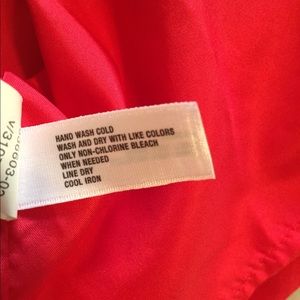 HAND WASH COLD
WASH AND DRY WITH LIKE COLORS
ONLY NON-CHLORINE BLEACH
WHEN NEEDED
LINE DRY
COOL IRON